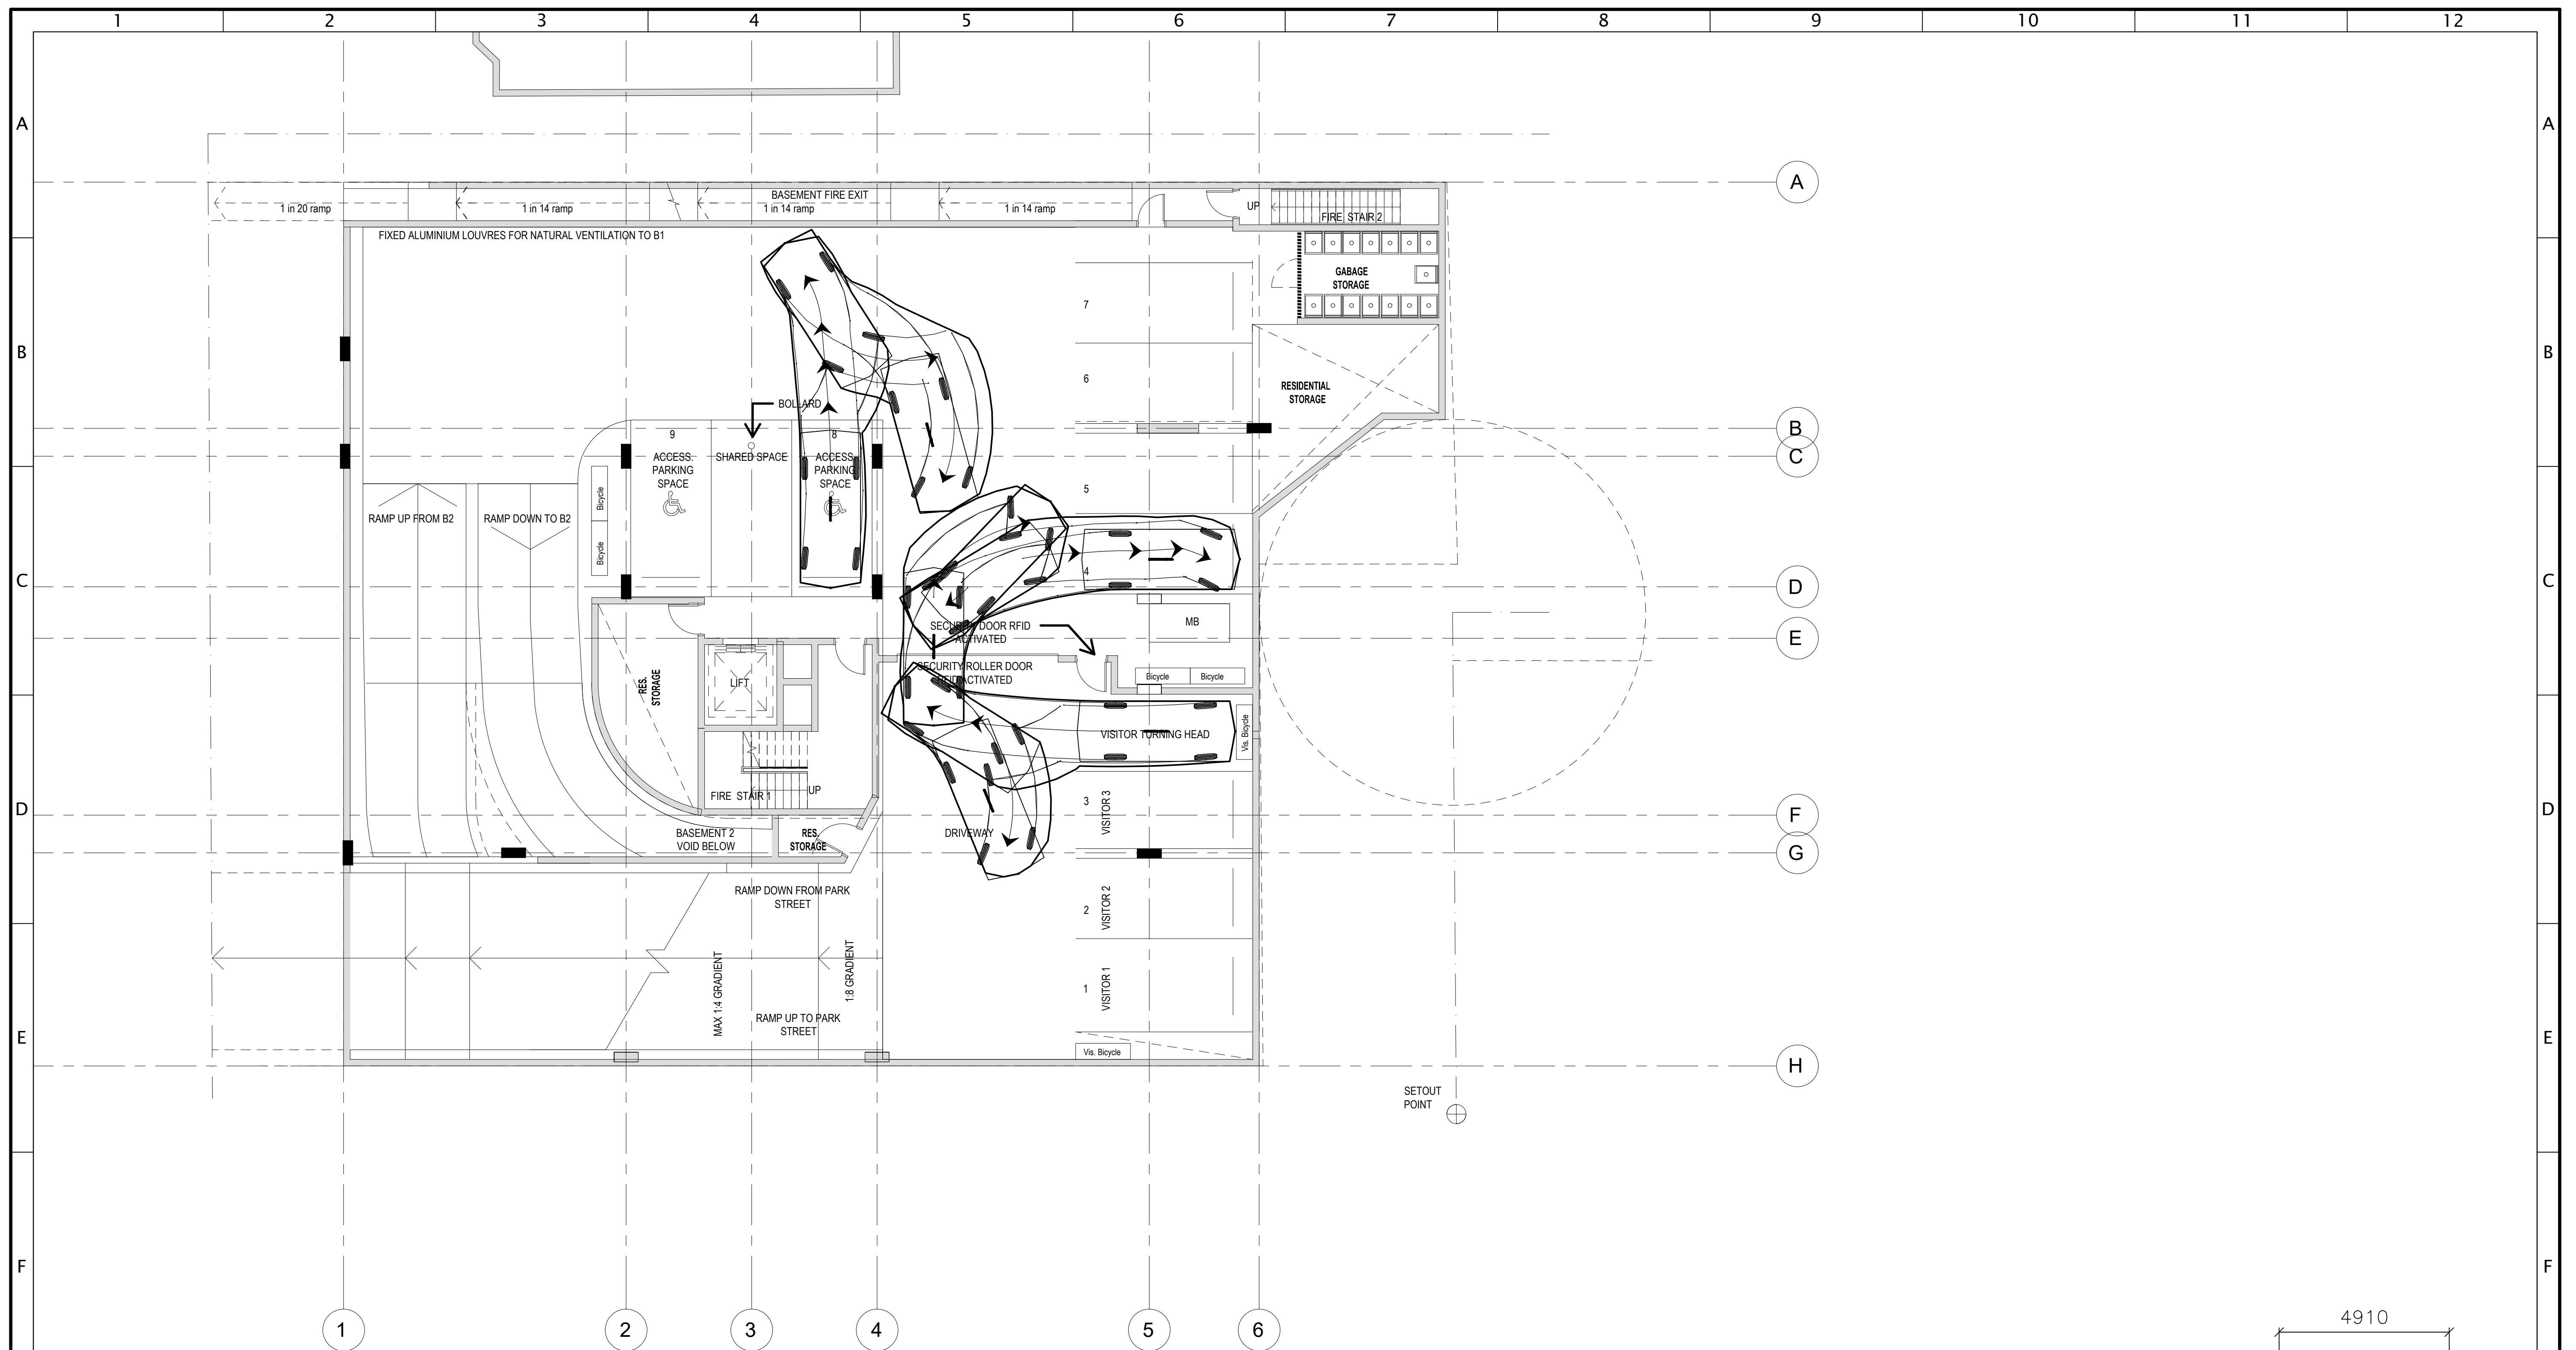 1 2 3 4 5 6 7 8 9 10 11 12
A A
A
BASEMENT FIRE EXIT
1 in 20 ramp
1 in 14 ramp
1 in 14 ramp
1 in 14 ramp
UP
FIRE STAIR 2
FIXED ALUMINIUM LOUVRES FOR NATURAL VENTILATION TO B1
GABAGE
STORAGE
7
B B
6
RESIDENTIAL
STORAGE
BOLLARD
B
9
8
C
ACCESS.
PARKING
SPACE
SHARED SPACE
ACCESS.
PARKING
SPACE
5
Bicycle
Bicycle
RAMP UP FROM B2
RAMP DOWN TO B2
4
C C
D
MB
SECURITY DOOR RFID
ACTIVATED
E
SECURITY ROLLER DOOR
RFID ACTIVATED
Bicycle
Bicycle
LIFT
RES.
STORAGE
VISITOR TURNING HEAD
Vis. Bicycle
FIRE STAIR 1
UP
3
VISITOR 3
D D
F
BASEMENT 2
VOID BELOW
RES.
STORAGE
DRIVEWAY
G
RAMP DOWN FROM PARK
STREET
2
VISITOR 2
MAX 1:4 GRADIENT
1:8 GRADIENT
1
VISITOR 1
RAMP UP TO PARK
STREET
E E
Vis. Bicycle
H
SETOUT
POINT
F F
1 2 3 4 5 6
4910